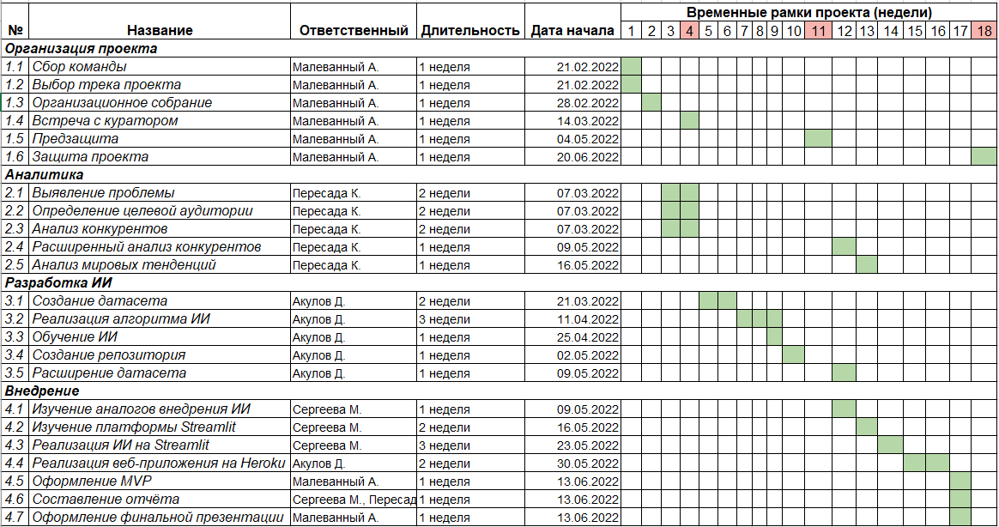 Временные рамки проекта (недели)
№ Название Ответственный Длительность Дата начала 1 2 3 4 5 6 7 8 9 10 11 12 13 14 15 16 17 18
Организация проекта
1.1 Сбор команды Малеванный А. 1 неделя 21.02.2022
1.2 Выбор трека проекта Малеванный А. 1 неделя 21.02.2022
1.3 Организационное собрание Малеванный А. 1 неделя 28.02.2022
1.4 Встреча с куратором Малеванный А. 1 неделя 14.03.2022
1.5 Предзащита Малеванный А. 1 неделя 04.05.2022
1.6 Защита проекта Малеванный А. 1 неделя 20.06.2022
Аналитика
2.1 Выявление проблемы Пересада К. 2 недели 07.03.2022
2.2 Определение целевой аудитории Пересада К. 2 недели 07.03.2022
2.3 Анализ конкурентов Пересада К. 2 недели 07.03.2022
2.4 Расширенный анализ конкурентов Пересада К. 1 неделя 09.05.2022
2.5 Анализ мировых тенденций Пересада К. 1 неделя 16.05.2022
Разработка ИИ
3.1 Создание датасета Акулов Д. 2 недели 21.03.2022
3.2 Реализация алгоритма ИИ Акулов Д. 3 недели 11.04.2022
3.3 Обучение ИИ Акулов Д. 1 неделя 25.04.2022
3.4 Создание репозитория Акулов Д. 1 неделя 02.05.2022
3.5 Расширение датасета Акулов Д. 1 неделя 09.05.2022
Внедрение
4.1 Изучение аналогов внедрения ИИ Сергеева М. 1 неделя 09.05.2022
4.2 Изучение платформы Streamlit Сергеева М. 2 недели 16.05.2022
4.3 Реализация ИИ на Streamlit Сергеева М. 3 недели 23.05.2022
4.4 Реализация веб-приложения на Heroku Акулов Д. 2 недели 30.05.2022
4.5 Оформление MVP Малеванный А. 1 неделя 13.06.2022
4.6 Составление отчёта Сергеева М., Пересад 1 неделя 13.06.2022
4.7 Оформление финальной презентации Малеванный А. 1 неделя 13.06.2022